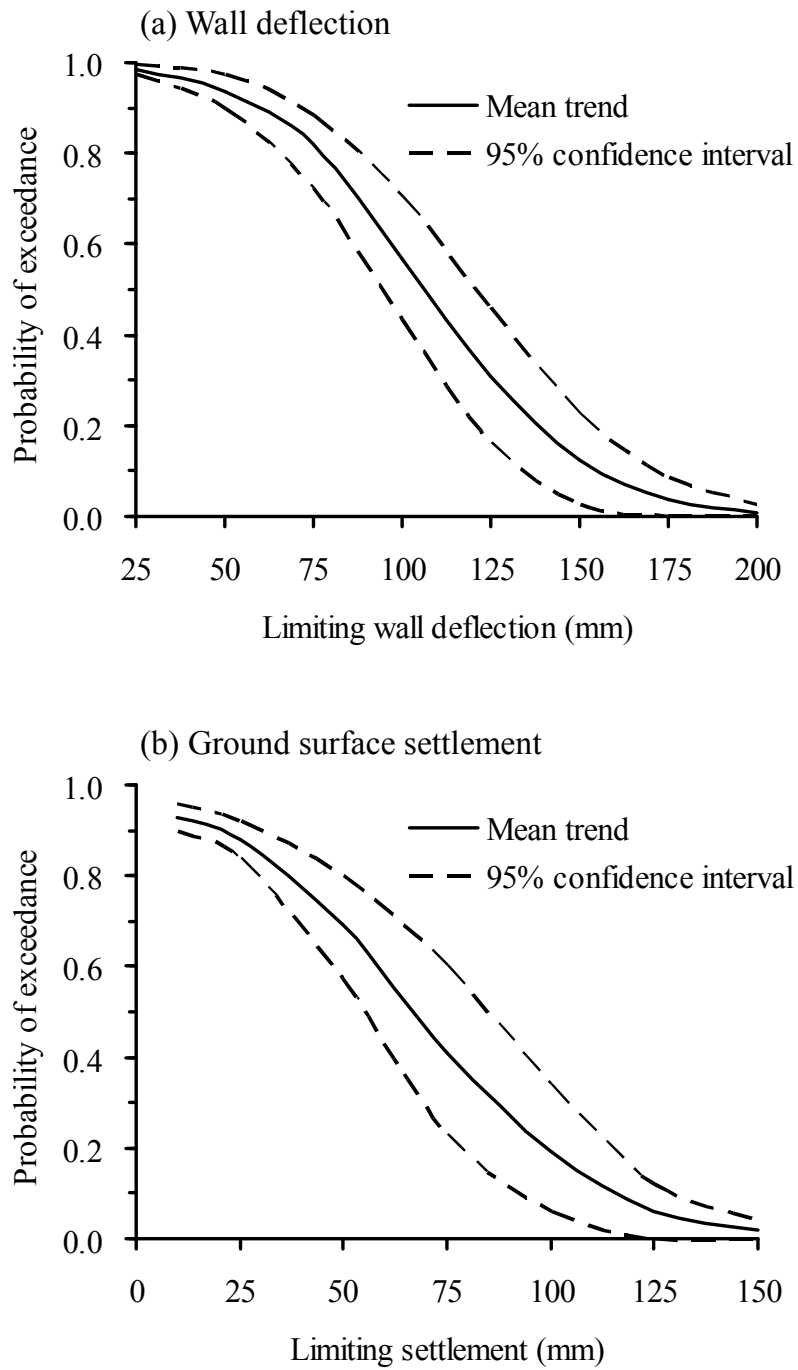 (a) Wall deflection
1.0
0.8
0.6
0.4
0.2
0.0
Probability of exceedance
Mean trend
95% confidence interval
25 50 75 100 125 150 175 200
Limiting wall deflection (mm)
(b) Ground surface settlement
1.0
0.8
0.6
0.4
0.2
0.0
Probability of exceedance
Mean trend
95% confidence interval
0 25 50 75 100 125 150
Limiting settlement (mm)